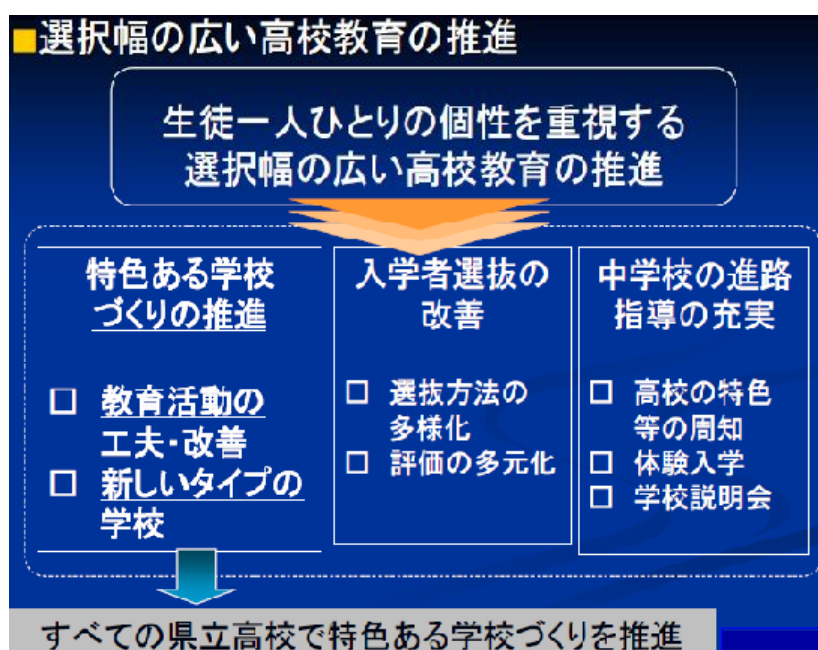 ■選択幅の広い高校教育の推進
生徒一人ひとりの個性を重視する
選択幅の広い高校教育の推進
特色ある学校
づくりの推進
□ 教育活動の
工夫・改善
□ 新しいタイプの
学校
入学者選抜の
改善
□ 選抜方法の
多様化
□ 評価の多元化
中学校の進路
指導の充実
□ 高校の特色
等の周知
□ 体験入学
□ 学校説明会
すべての県立高校で特色ある学校づくりを推進